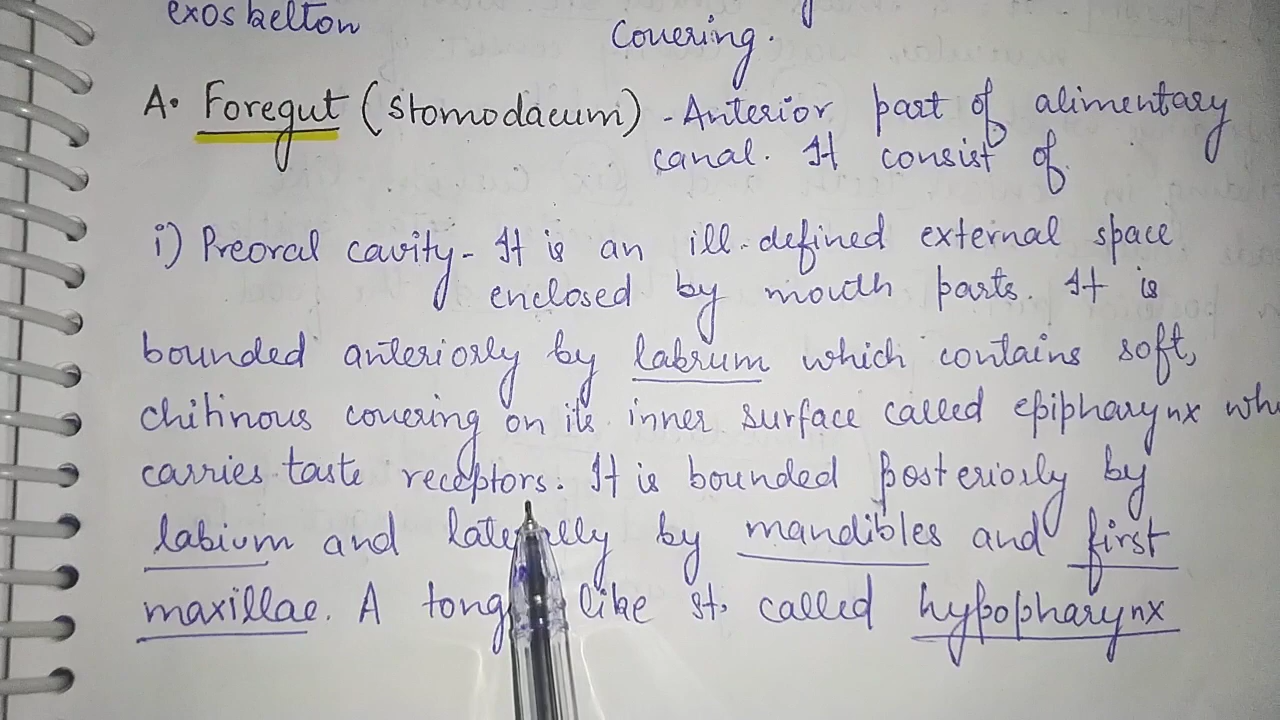 exoskelton covering.
A. Foregut (stomodaeum) - Anterior part of alimentary
canal. It consist of
i) Preoral cavity - It is an ill-defined external space
enclosed by mouth parts. It is
bounded anteriorly by labrum which contains soft,
chitinous covering on its inner surface called epipharynx
carries taste receptors. It is bounded posteriorly by
labium and laterally by mandibles and first
maxillae. A like st. called hypopharynx